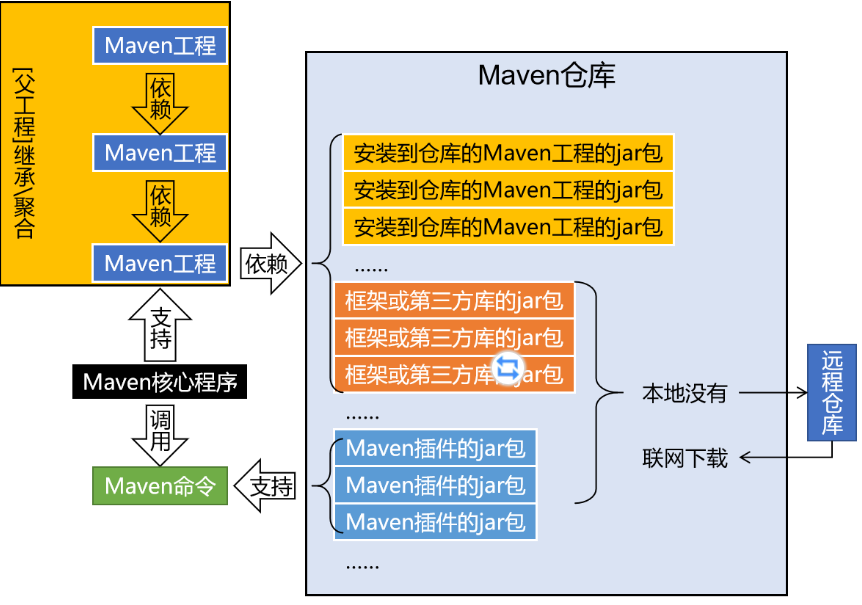 [父工程]继承\聚合
Maven工程
依赖
Maven工程
依赖
Maven工程
支持
Maven核心程序
调用
Maven命令
依赖
支持
Maven仓库
安装到仓库的Maven工程的jar包
安装到仓库的Maven工程的jar包
安装到仓库的Maven工程的jar包
······
框架或第三方库的jar包
框架或第三方库的jar包
框架或第三方库的jar包
······
Maven插件的jar包
Maven插件的jar包
Maven插件的jar包
······
本地没有
联网下载
远程仓库